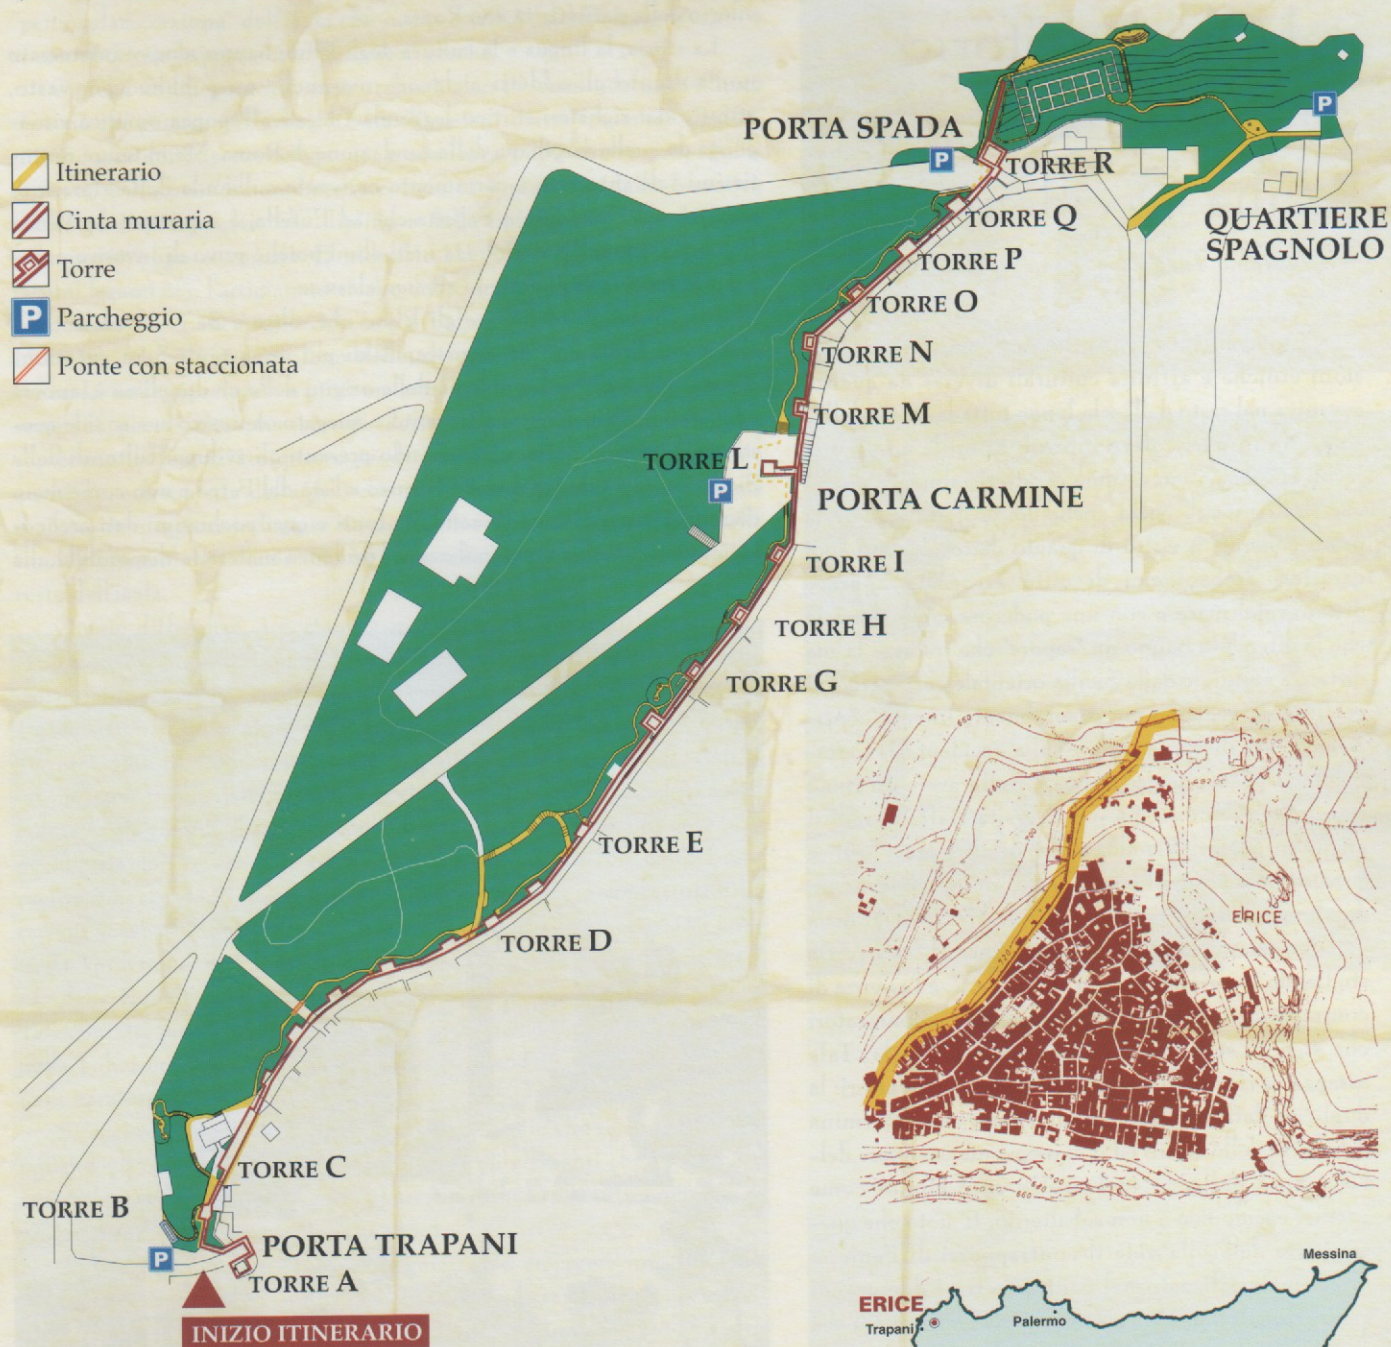 Itinerario
Cinta muraria
Torre
P Parcheggio
Ponte con staccionata
PORTA SPADA
P
P
TORRE R
TORRE Q
QUARTIERE
SPAGNOLO
TORRE P
TORRE O
TORRE N
TORRE M
TORRE L
P
PORTA CARMINE
TORRE I
TORRE H
TORRE G
TORRE E
TORRE D
TORRE C
TORRE B
P
PORTA TRAPANI
TORRE A
INIZIO ITINERARIO
ERICE
Messina
ERICE
Trapani
Palermo